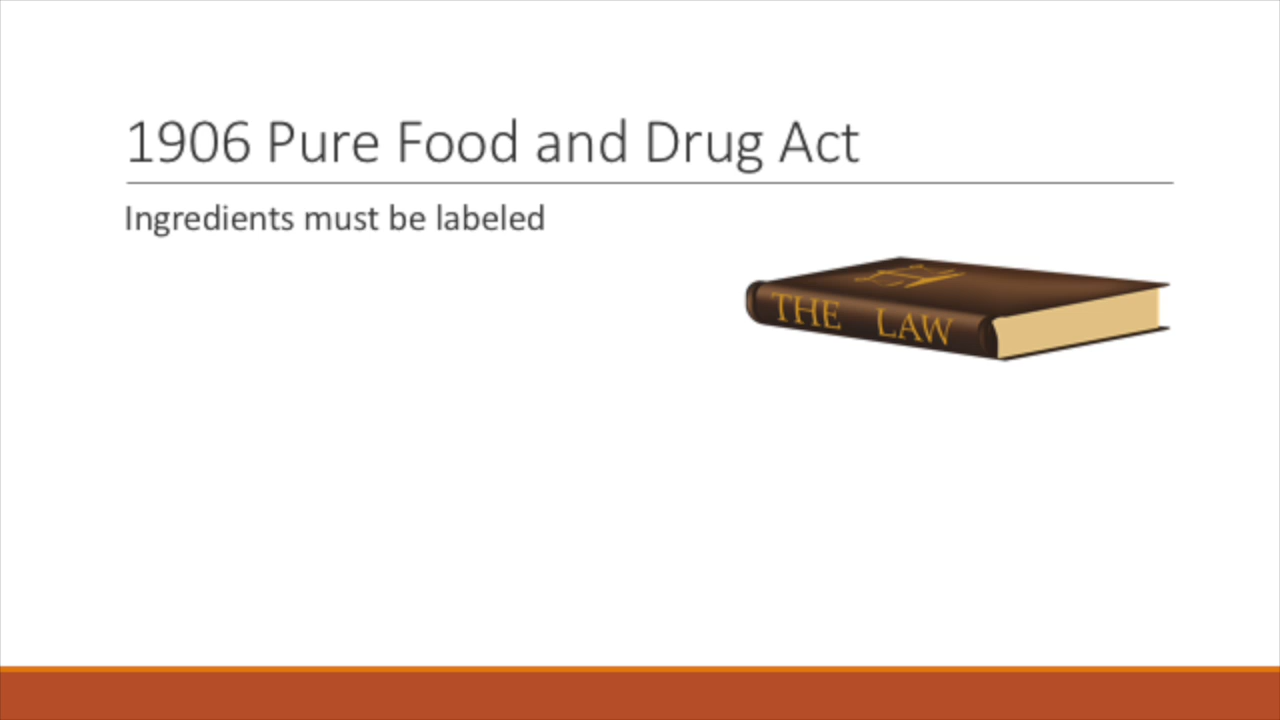 1906 Pure Food and Drug Act
Ingredients must be labeled
THE LAW